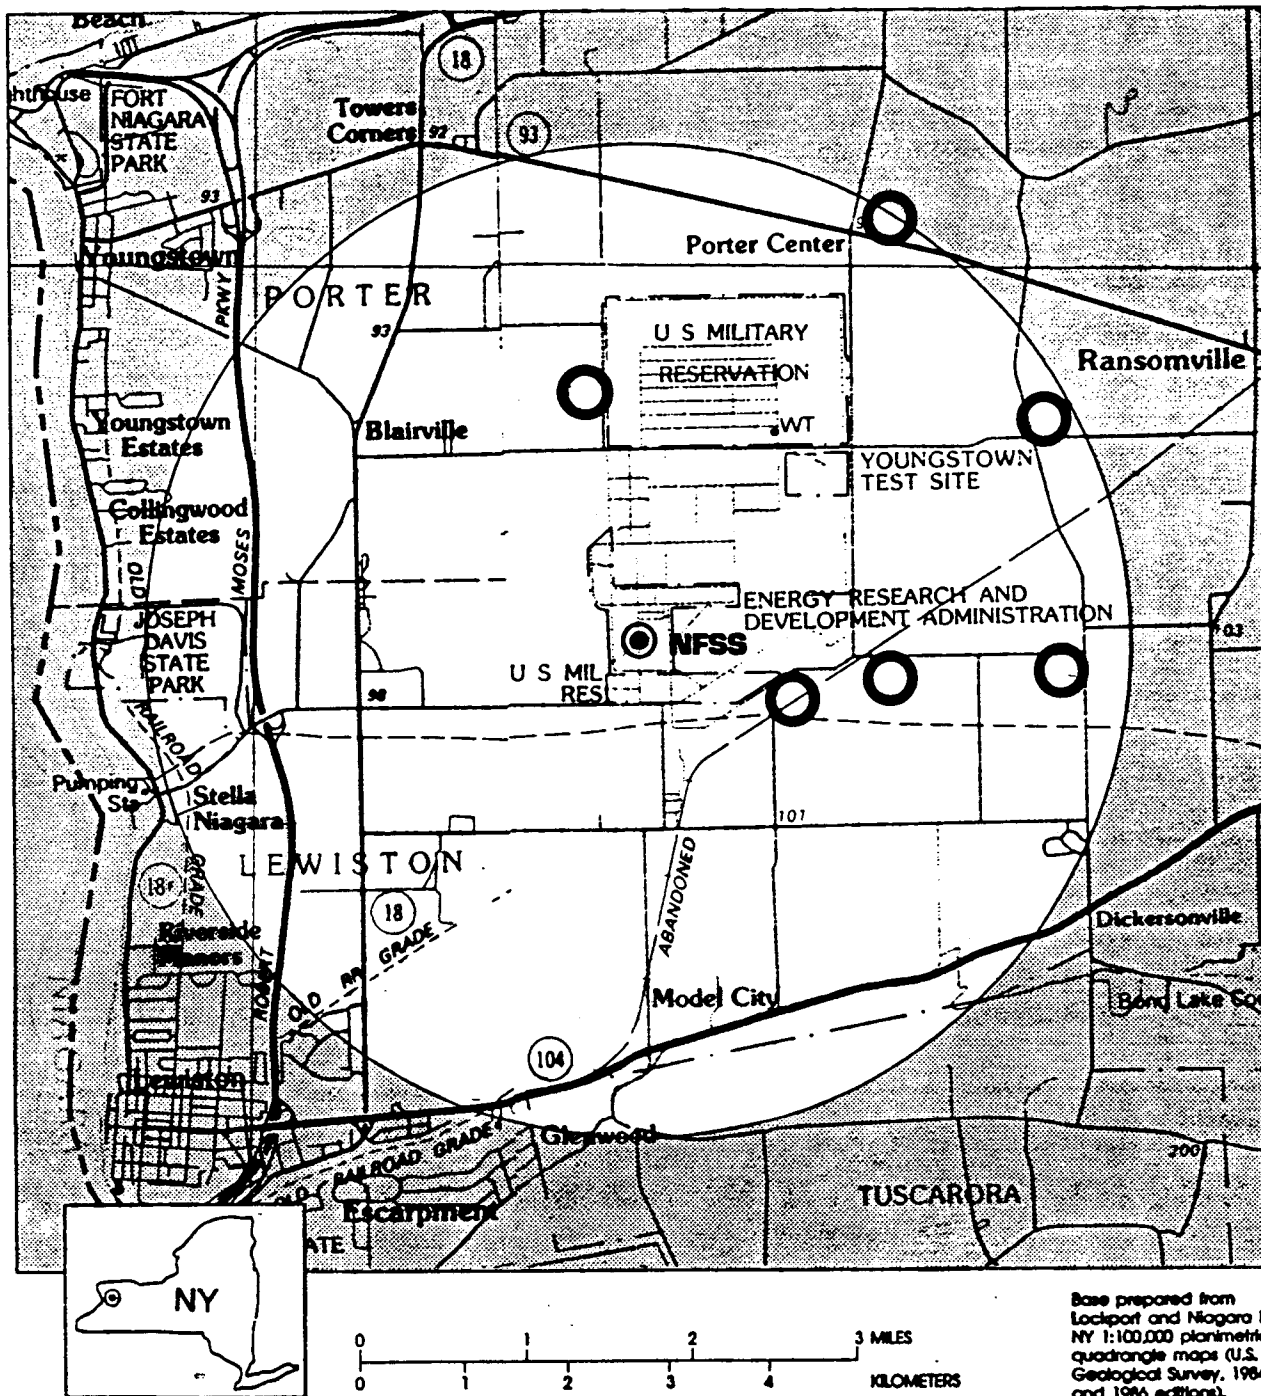 Beach
18
FORT
NIAGARA
STATE
PARK
Towers
Corners
92
93
93
Youngstown
PKWY
PORTER
93
Porter Center
U S MILITARY
RESERVATION
WT
Ransomville
Youngstown
Estates
Blairville
YOUNGSTOWN
TEST SITE
Collingwood
Estates
OLD
MOSES
JOSEPH
DAVIS
STATE
PARK
ENERGY RESEARCH AND
DEVELOPMENT ADMINISTRATION
NFSS
U S MIL
RES
98
RAILROAD
GRADE
Pumping
Sta
Stella
Niagara
101
LEWISTON
18F
18
Riverside
Manors
ROBERT
OLD RR GRADE
ABANDONED
Dickersonville
Model City
Bond Lake Cou
104
Lewiston
Glenwood
OLD RAILROAD GRADE
200
TUSCARORA
Escarpment
ATE
NY
0 1 2 3 MILES
0 1 2 3 4 KILOMETERS
Base prepared from
Lockport and Niagara
NY 1:100,000 planimetric
quadrangle maps (U.S.
Geological Survey, 198
and 1986 editions).